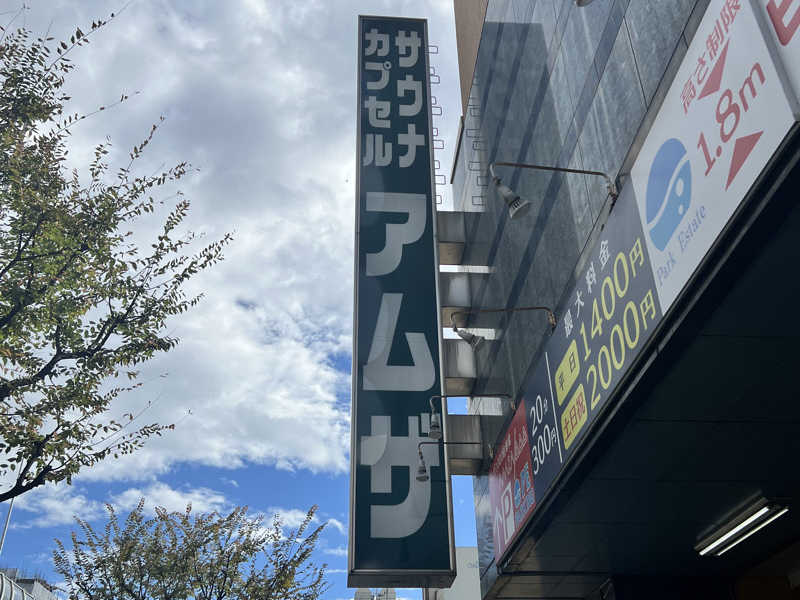 サウナ
カプセル
アムザ
高さ制限
1.8m
Park Estate
最大料金
平日 1400円
土日祝 2000円
20分
300円